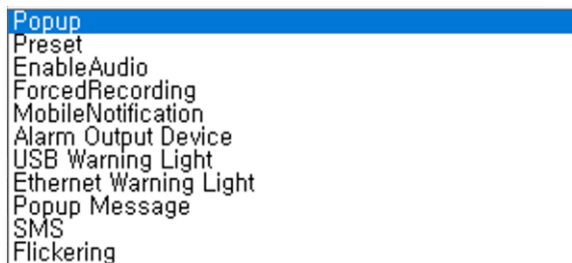 Popup
Preset
EnableAudio
ForcedRecording
MobileNotification
Alarm Output Device
USB Warning Light
Ethernet Warning Light
Popup Message
SMS
Flickering